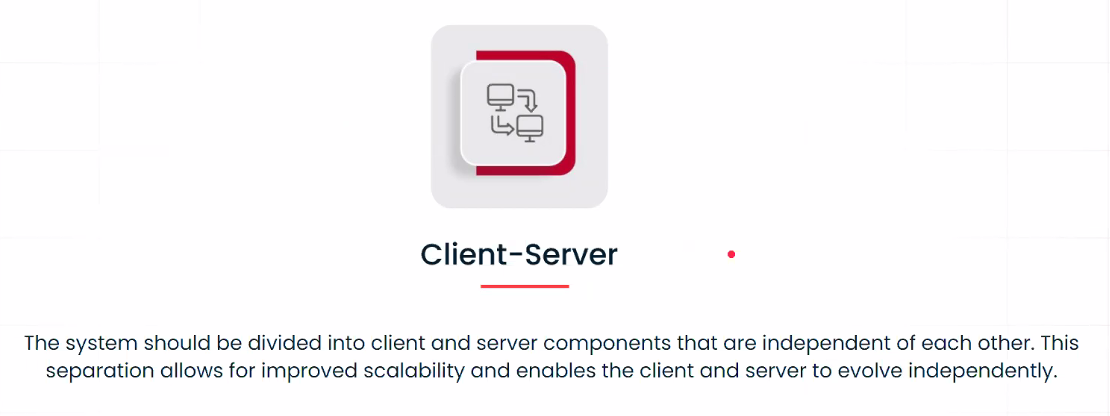 Client-Server
The system should be divided into client and server components that are independent of each other. This
separation allows for improved scalability and enables the client and server to evolve independently.